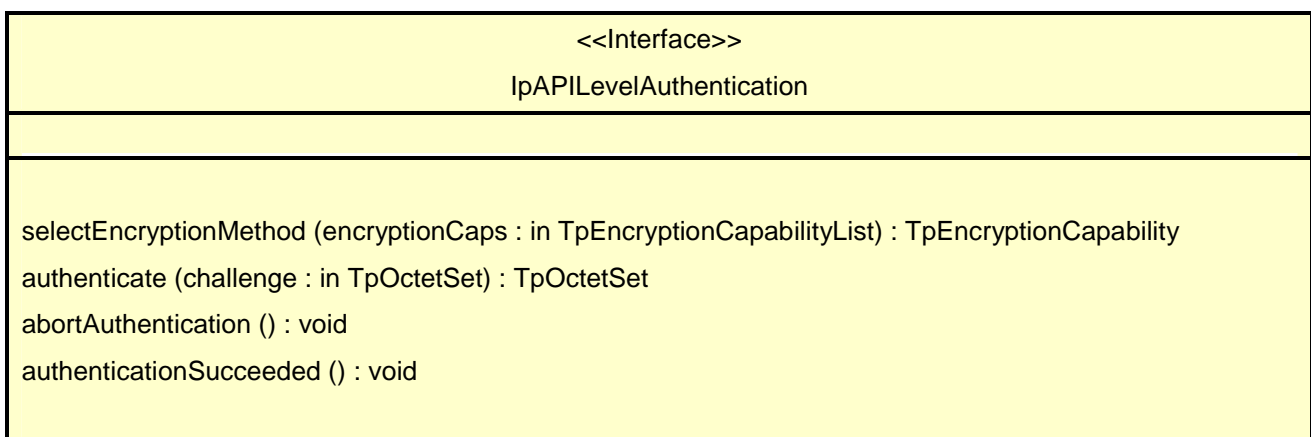 <<Interface>>
IpAPILevelAuthentication
selectEncryptionMethod (encryptionCaps : in TpEncryptionCapabilityList) : TpEncryptionCapability
authenticate (challenge : in TpOctetSet) : TpOctetSet
abortAuthentication () : void
authenticationSucceeded () : void